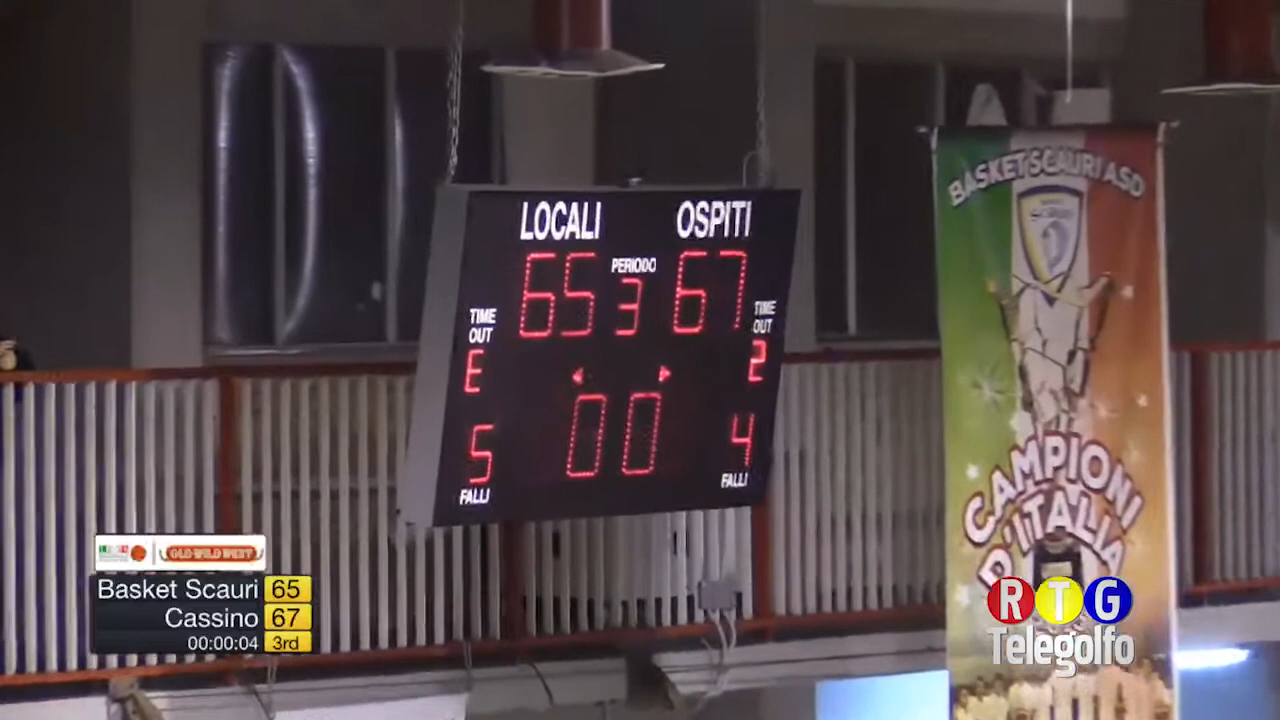 LOCALI OSPITI
65 PERIODO 67
3
TIME OUT TIME OUT
E 2
00
5 4
FALLI FALLI
BASKET SCAURI ASD
SCAURI
CAMPIONI
D'ITALIA
OLD WILD WEST
Basket Scauri 65
Cassino 67
00:00:04 3rd
RTG
Telegolfo